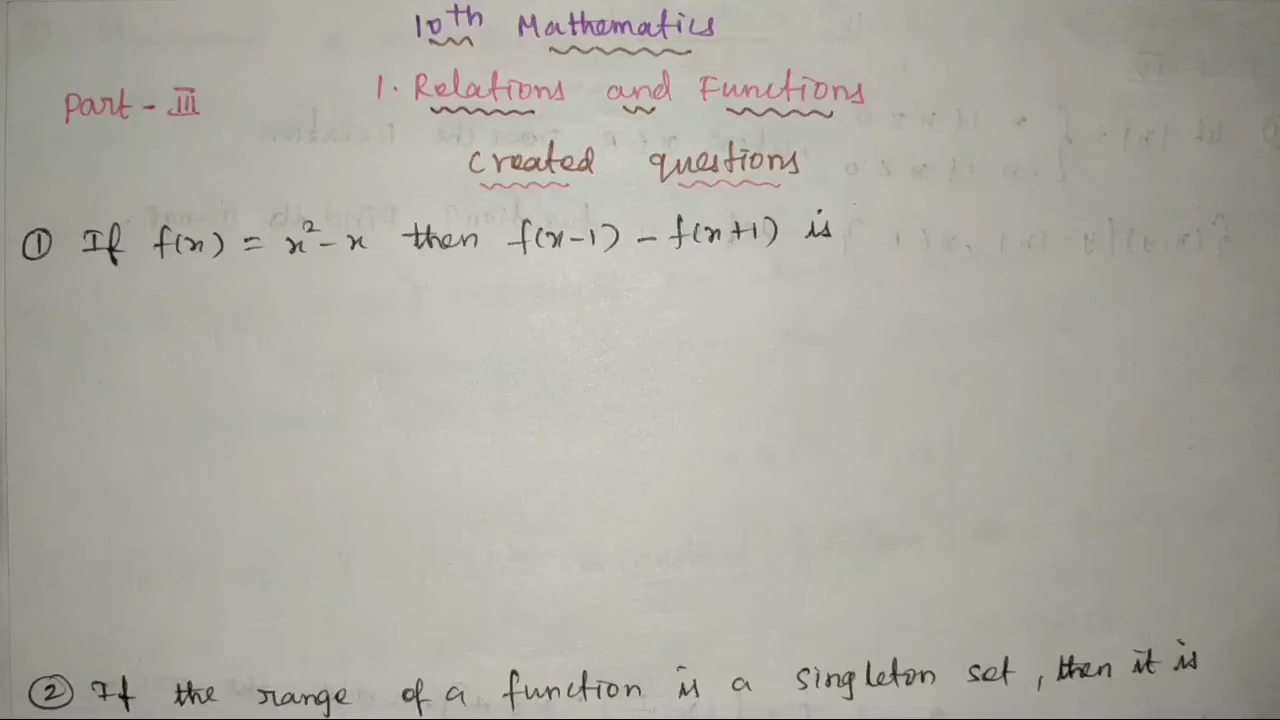 10th Mathematics
Part - III
1. Relations and Functions
created questions
① If f(x) = x² - x then f(x-1) - f(x+1) is
② If the range of a function is a singleton set, then it is